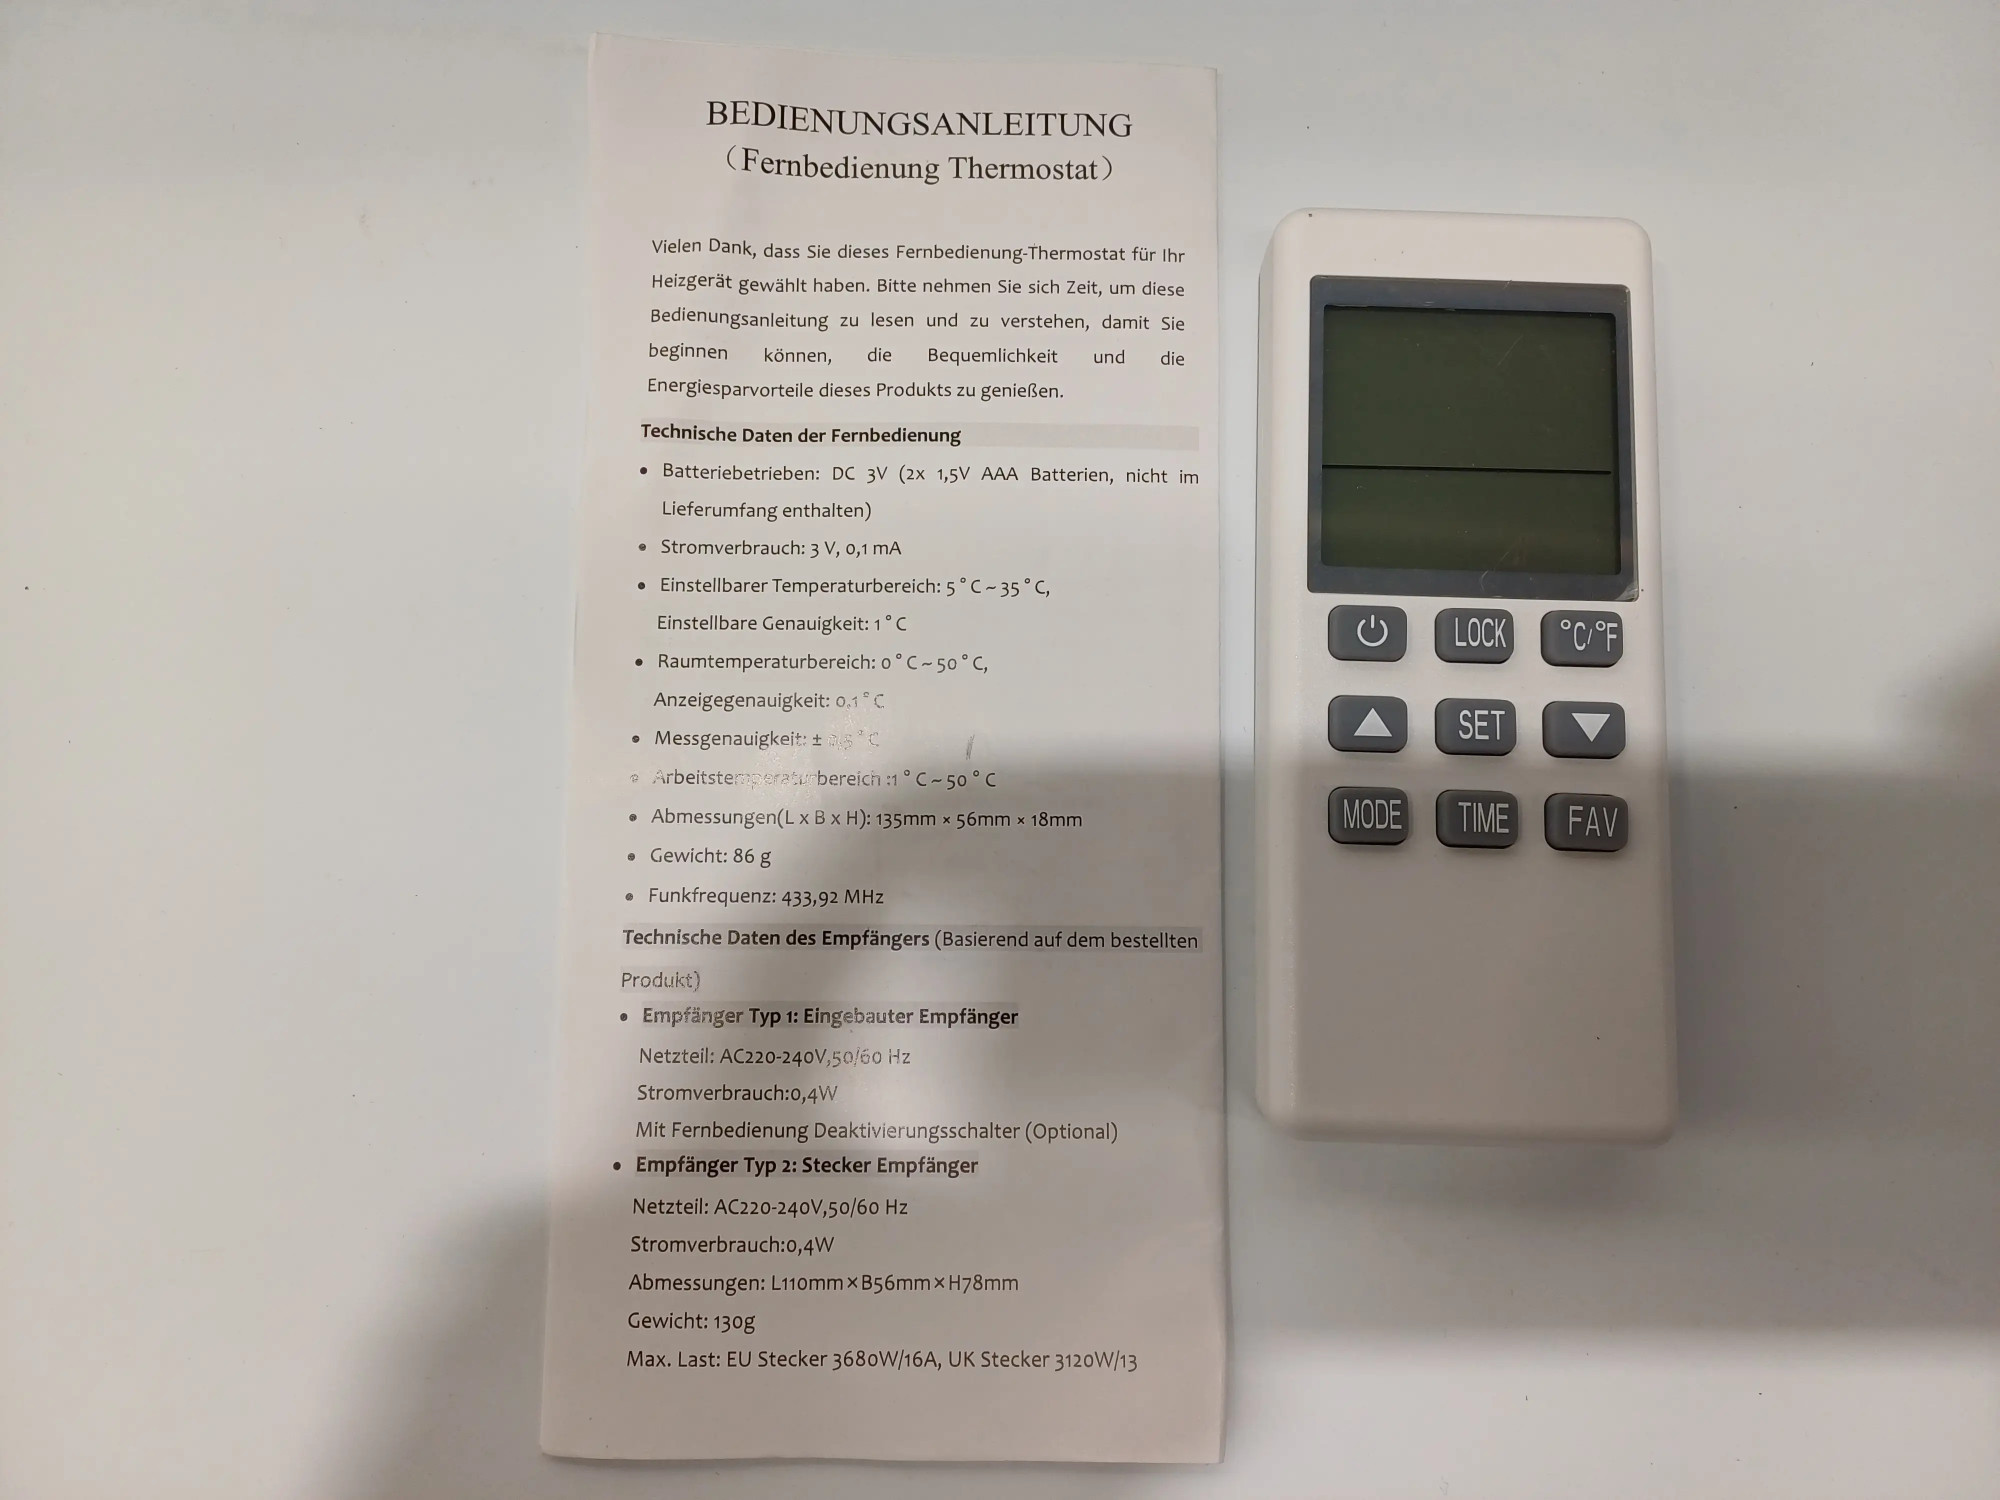 BEDIENUNGSANLEITUNG
（Fernbedienung Thermostat）
Vielen Dank, dass Sie dieses Fernbedienung-Thermostat für Ihr
Heizgerät gewählt haben. Bitte nehmen Sie sich Zeit, um diese
Bedienungsanleitung zu lesen und zu verstehen, damit Sie
beginnen können, die Bequemlichkeit und die
Energiesparvorteile dieses Produkts zu genießen.
Technische Daten der Fernbedienung
• Batteriebetrieben: DC 3V (2x 1,5V AAA Batterien, nicht im
Lieferumfang enthalten)
• Stromverbrauch: 3 V, 0,1 mA
• Einstellbarer Temperaturbereich: 5°C~35°C,
Einstellbare Genauigkeit: 1°C
• Raumtemperaturbereich: 0°C~50°C,
Anzeigegenauigkeit: 0,1°C
• Messgenauigkeit: ± 0,5°C
• Arbeitstemperaturbereich :1°C~50°C
• Abmessungen(L x B x H): 135mm × 56mm × 18mm
• Gewicht: 86 g
• Funkfrequenz: 433,92 MHz
Technische Daten des Empfängers (Basierend auf dem bestellten
Produkt)
• Empfänger Typ 1: Eingebauter Empfänger
Netzteil: AC220-240V,50/60 Hz
Stromverbrauch:0,4W
Mit Fernbedienung Deaktivierungsschalter (Optional)
• Empfänger Typ 2: Stecker Empfänger
Netzteil: AC220-240V,50/60 Hz
Stromverbrauch:0,4W
Abmessungen: L110mm×B56mm×H78mm
Gewicht: 130g
Max. Last: EU Stecker 3680W/16A, UK Stecker 3120W/13
LOCK °C/°F
SET
MODE TIME FAV